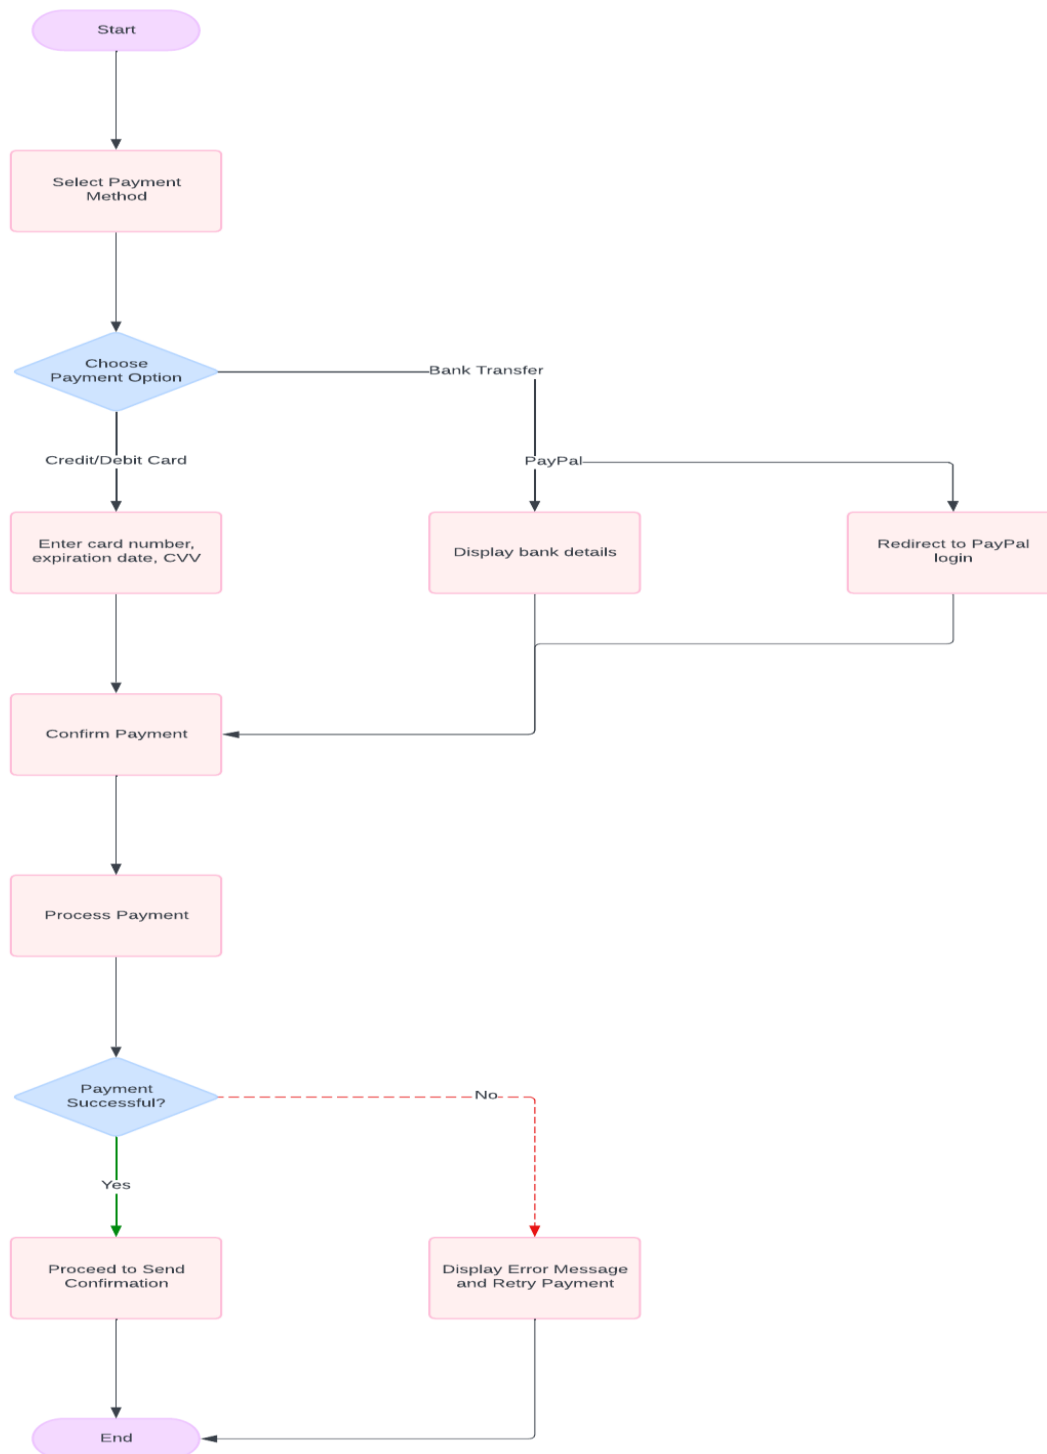 Start
Select Payment
Method
Choose
Payment Option
Bank Transfer
Credit/Debit Card
PayPal
Enter card number,
expiration date, CVV
Display bank details
Redirect to PayPal
login
Confirm Payment
Process Payment
Payment
Successful?
No
Yes
Proceed to Send
Confirmation
Display Error Message
and Retry Payment
End